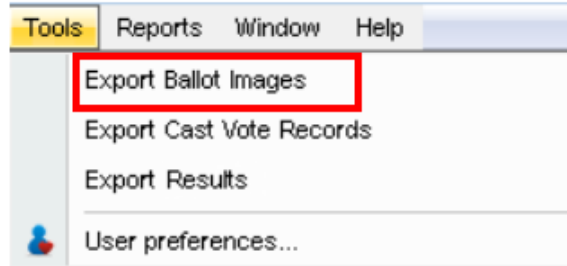 Tools Reports Window Help
Export Ballot Images
Export Cast Vote Records
Export Results
User preferences...